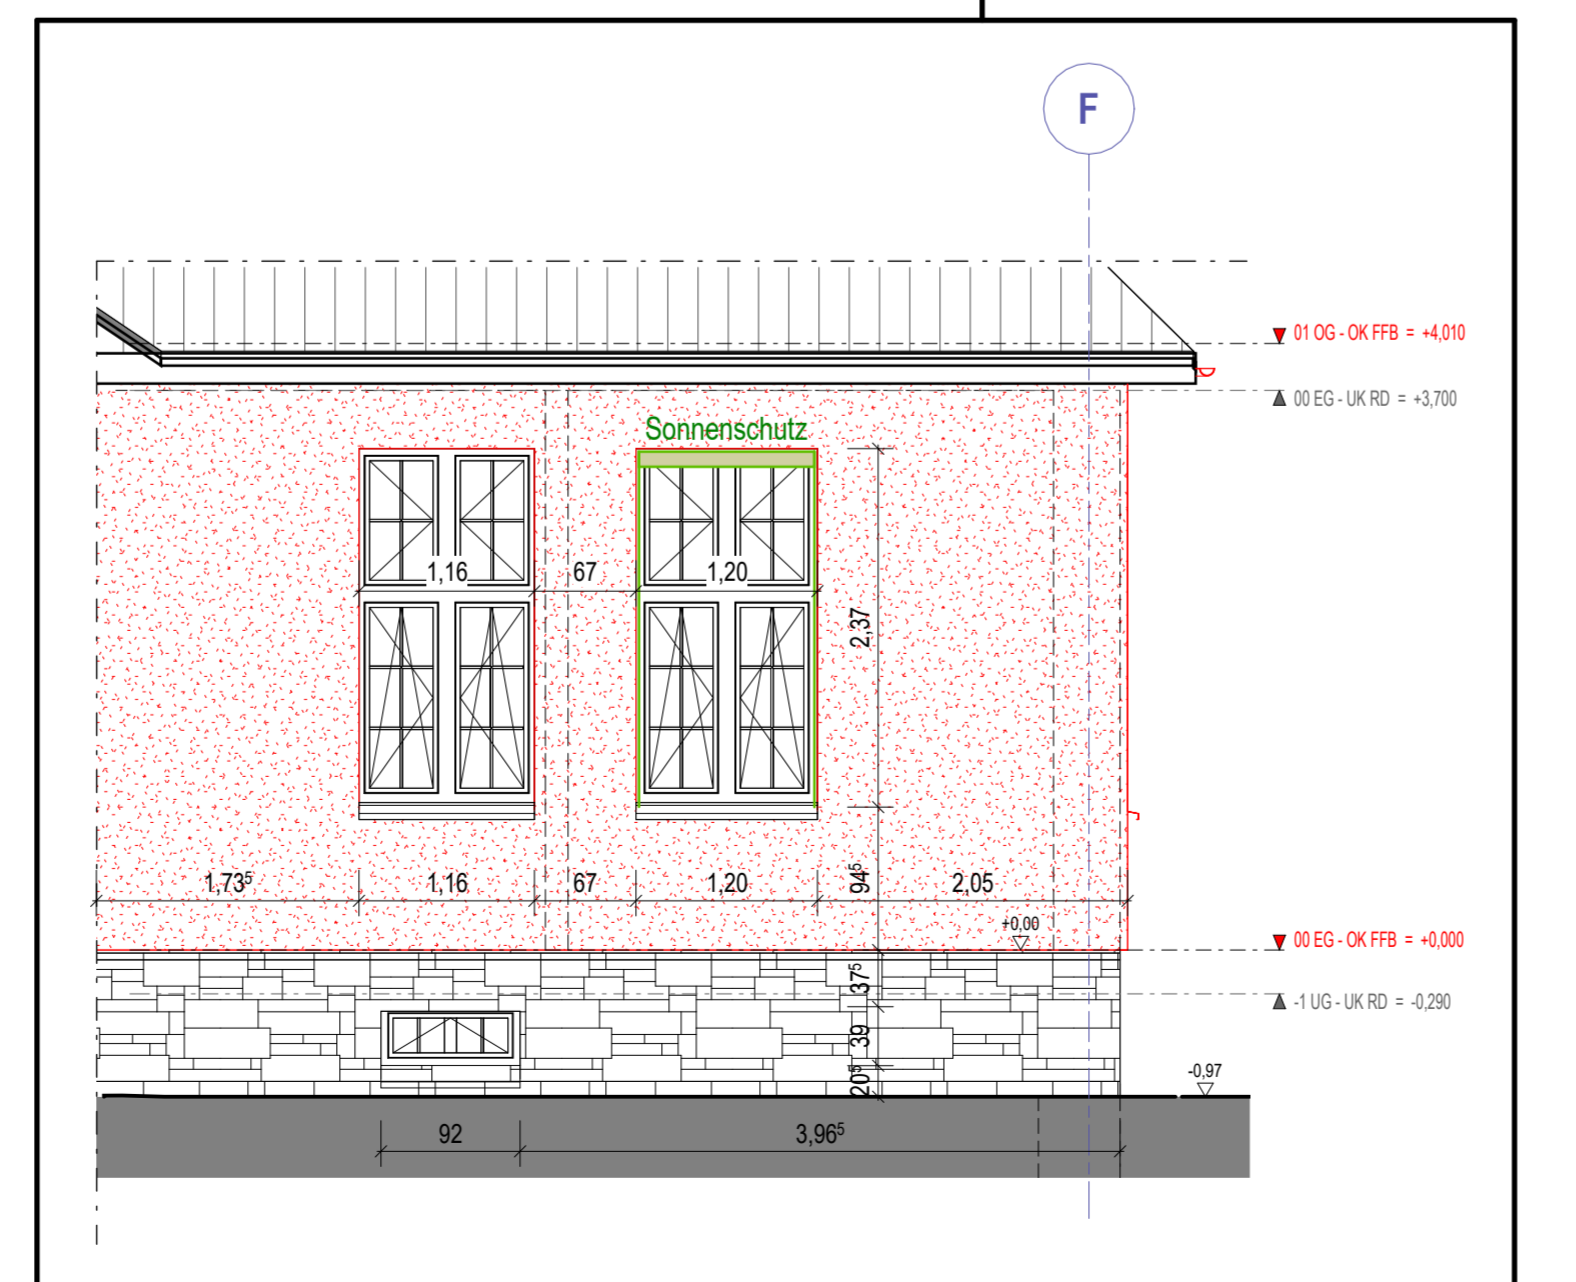 F
01 OG - OK FFB = +4,010
00 EG - UK RD = +3,700
Sonnenschutz
1,16
67
1,20
2,37
1,73⁵
1,16
67
1,20
94⁵
2,05
+0,00
00 EG - OK FFB = +0,000
37⁵
-1 UG - UK RD = -0,290
39
20⁵
-0,97
92
3,96⁵